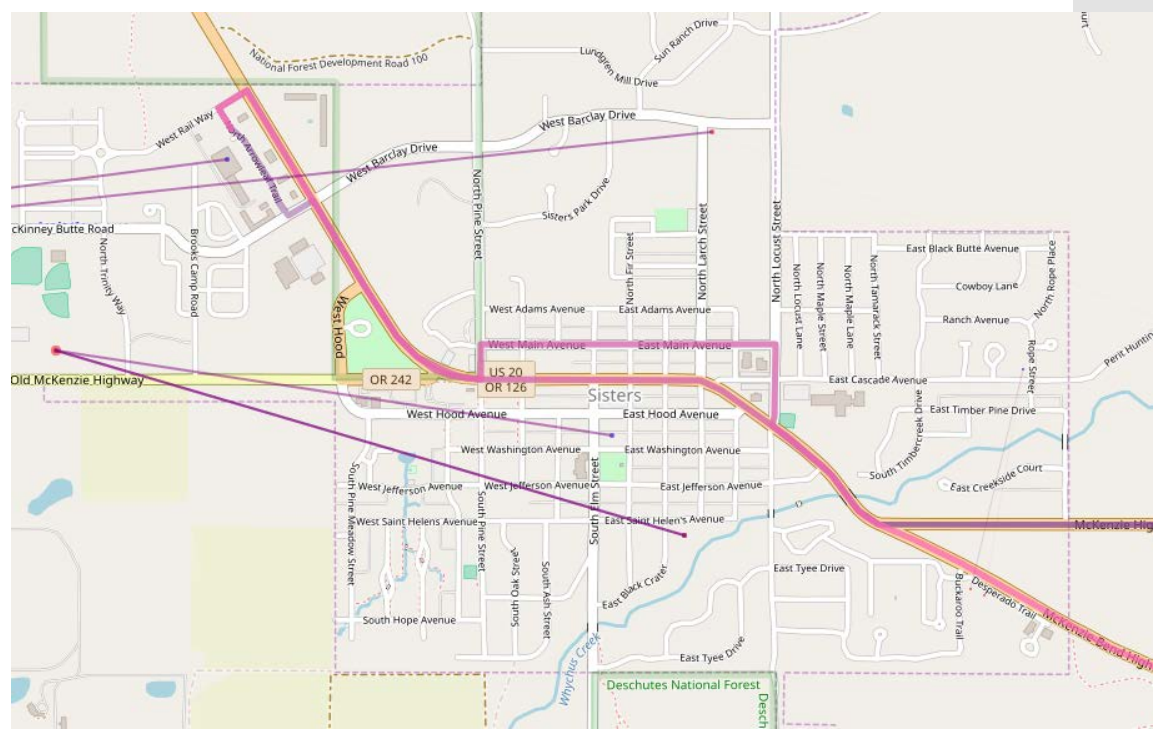 ourt
Sun Ranch Drive
Lundgren Mill Drive
National Forest Development Road 100
West Rail Way
North Arrowleaf Trail
West Barclay Drive
West Barclay Drive
North Pine Street
Sisters Park Drive
North Fir Street
North Larch Street
North Locust Street
cKinney Butte Road
North Trinity Way
Brooks Camp Road
East Black Butte Avenue
Cowboy Lane
North Rope Place
Ranch Avenue
Rope Street
Perit Huntin
North Locust Lane
North Maple Street
North Maple Lane
North Tamarack Street
West Hood
West Adams Avenue
East Adams Avenue
West Main Avenue
East Main Avenue
Old McKenzie Highway
OR 242
US 20
OR 126
Sisters
East Cascade Avenue
West Hood Avenue
East Hood Avenue
East Timber Pine Drive
West Washington Avenue
East Washington Avenue
South Timbercreek Drive
East Creekside Court
West Jefferson Avenue
West Jefferson Avenue
East Jefferson Avenue
South Pine Meadow Street
West Saint Helens Avenue
South Pine Street
South Elm Street
East Saint Helen's Avenue
McKenzie Hig
South Oak Street
South Ash Street
East Black Crater
East Tyee Drive
Desperado Trail
Buckaroo Trail
South Hope Avenue
McKenzie Bend High
East Tyee Drive
Whychus Creek
Deschutes National Forest
Desch